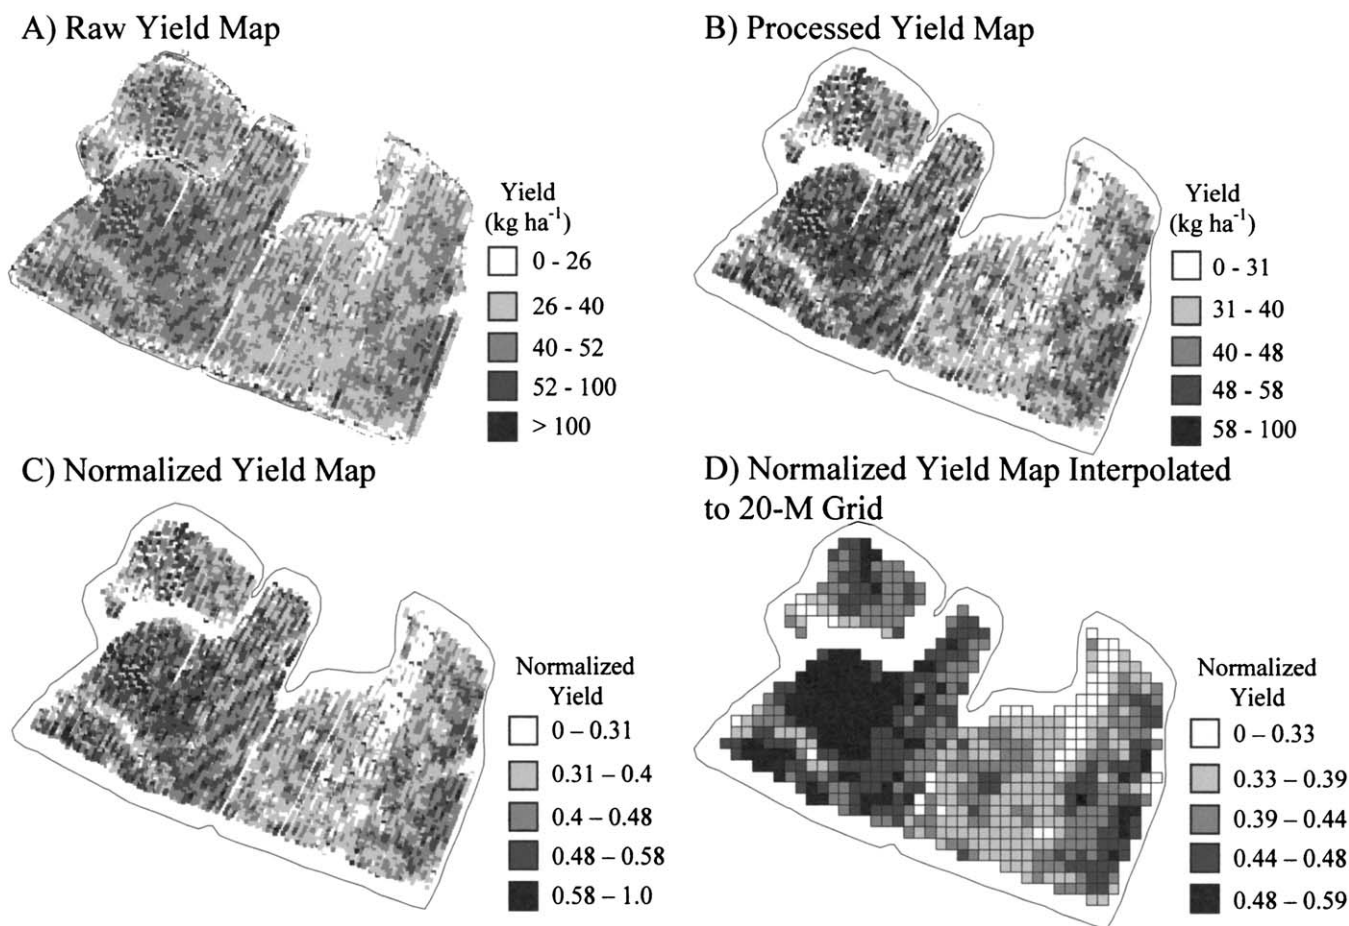 A) Raw Yield Map
Yield
(kg ha⁻¹)
0 - 26
26 - 40
40 - 52
52 - 100
> 100
B) Processed Yield Map
Yield
(kg ha⁻¹)
0 - 31
31 - 40
40 - 48
48 - 58
58 - 100
C) Normalized Yield Map
Normalized
Yield
0 – 0.31
0.31 – 0.4
0.4 – 0.48
0.48 – 0.58
0.58 – 1.0
D) Normalized Yield Map Interpolated
to 20-M Grid
Normalized
Yield
0 – 0.33
0.33 – 0.39
0.39 – 0.44
0.44 – 0.48
0.48 – 0.59